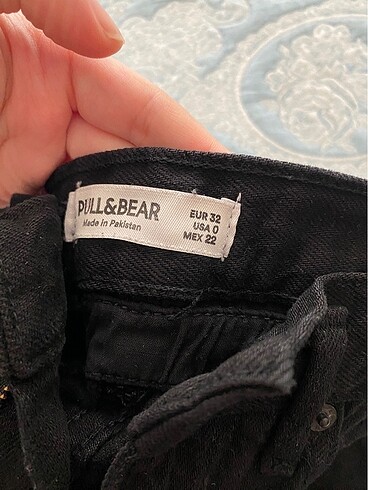 PULL&BEAR
Made in Pakistan
EUR 32
USA 0
MEX 22